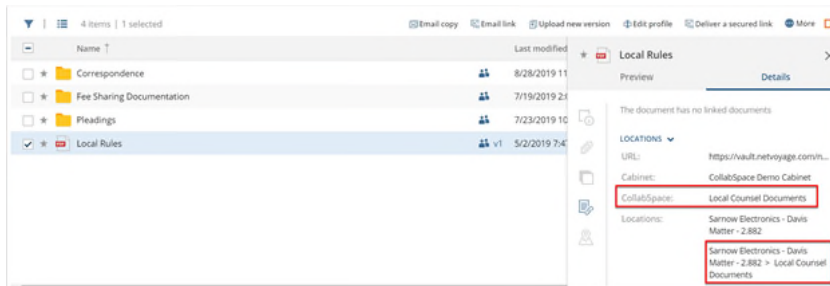 4 items | 1 selected
Email copy Email link Upload new version Edit profile Deliver a secured link More
Name Last modified
Correspondence 8/28/2019 11
Fee Sharing Documentation 7/19/2019 2:
Pleadings 7/23/2019 10
Local Rules v1 5/2/2019 7:4
PDF
Local Rules
Preview Details
The document has no linked documents
LOCATIONS
URL: https://vault.netvoyage.com/n...
Cabinet: CollabSpace Demo Cabinet
CollabSpace: Local Counsel Documents
Locations: Sarnow Electronics - Davis
Matter - 2.882
Sarnow Electronics - Davis
Matter - 2.882 > Local Counsel
Documents